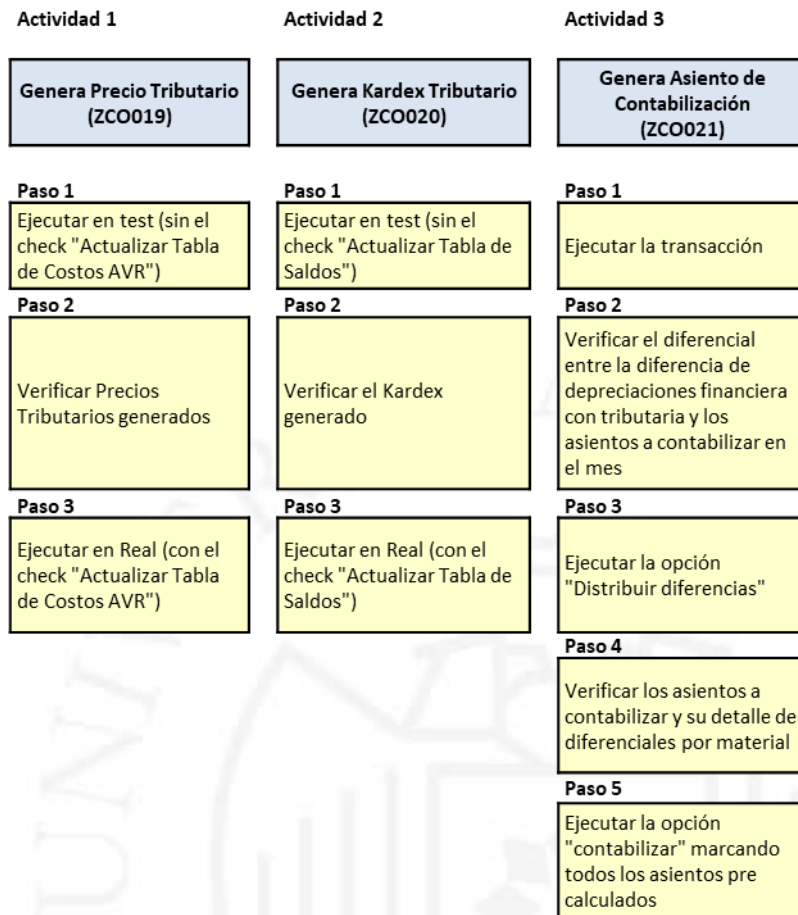 Actividad 1
Genera Precio Tributario
(ZCO019)
Paso 1
Ejecutar en test (sin el
check "Actualizar Tabla
de Costos AVR")
Paso 2
Verificar Precios
Tributarios generados
Paso 3
Ejecutar en Real (con el
check "Actualizar Tabla
de Costos AVR")
Actividad 2
Genera Kardex Tributario
(ZCO020)
Paso 1
Ejecutar en test (sin el
check "Actualizar Tabla de
Saldos")
Paso 2
Verificar el Kardex
generado
Paso 3
Ejecutar en Real (con el
check "Actualizar Tabla de
Saldos")
Actividad 3
Genera Asiento de
Contabilización
(ZCO021)
Paso 1
Ejecutar la transacción
Paso 2
Verificar el diferencial
entre la diferencia de
depreciaciones financiera
con tributaria y los
asientos a contabilizar en
el mes
Paso 3
Ejecutar la opción
"Distribuir diferencias"
Paso 4
Verificar los asientos a
contabilizar y su detalle de
diferenciales por material
Paso 5
Ejecutar la opción
"contabilizar" marcando
todos los asientos pre
calculados